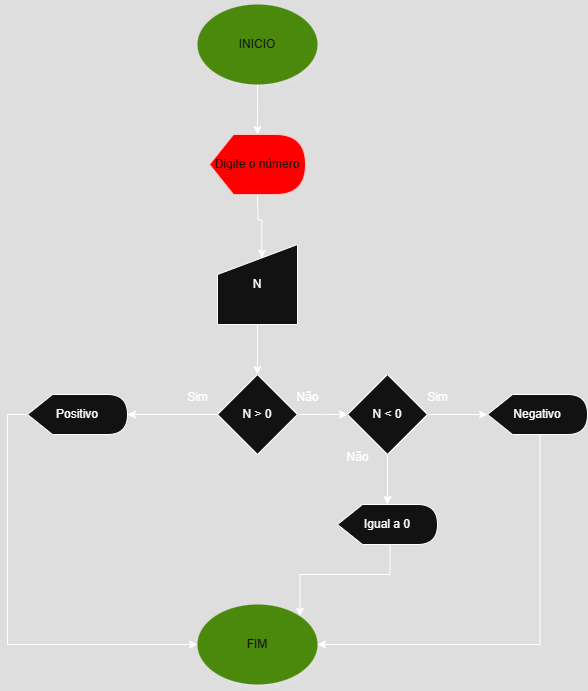 INICIO
Digite o número
N
Sim
Não
Sim
Positivo
N > 0
N < 0
Negativo
Não
Igual a 0
FIM